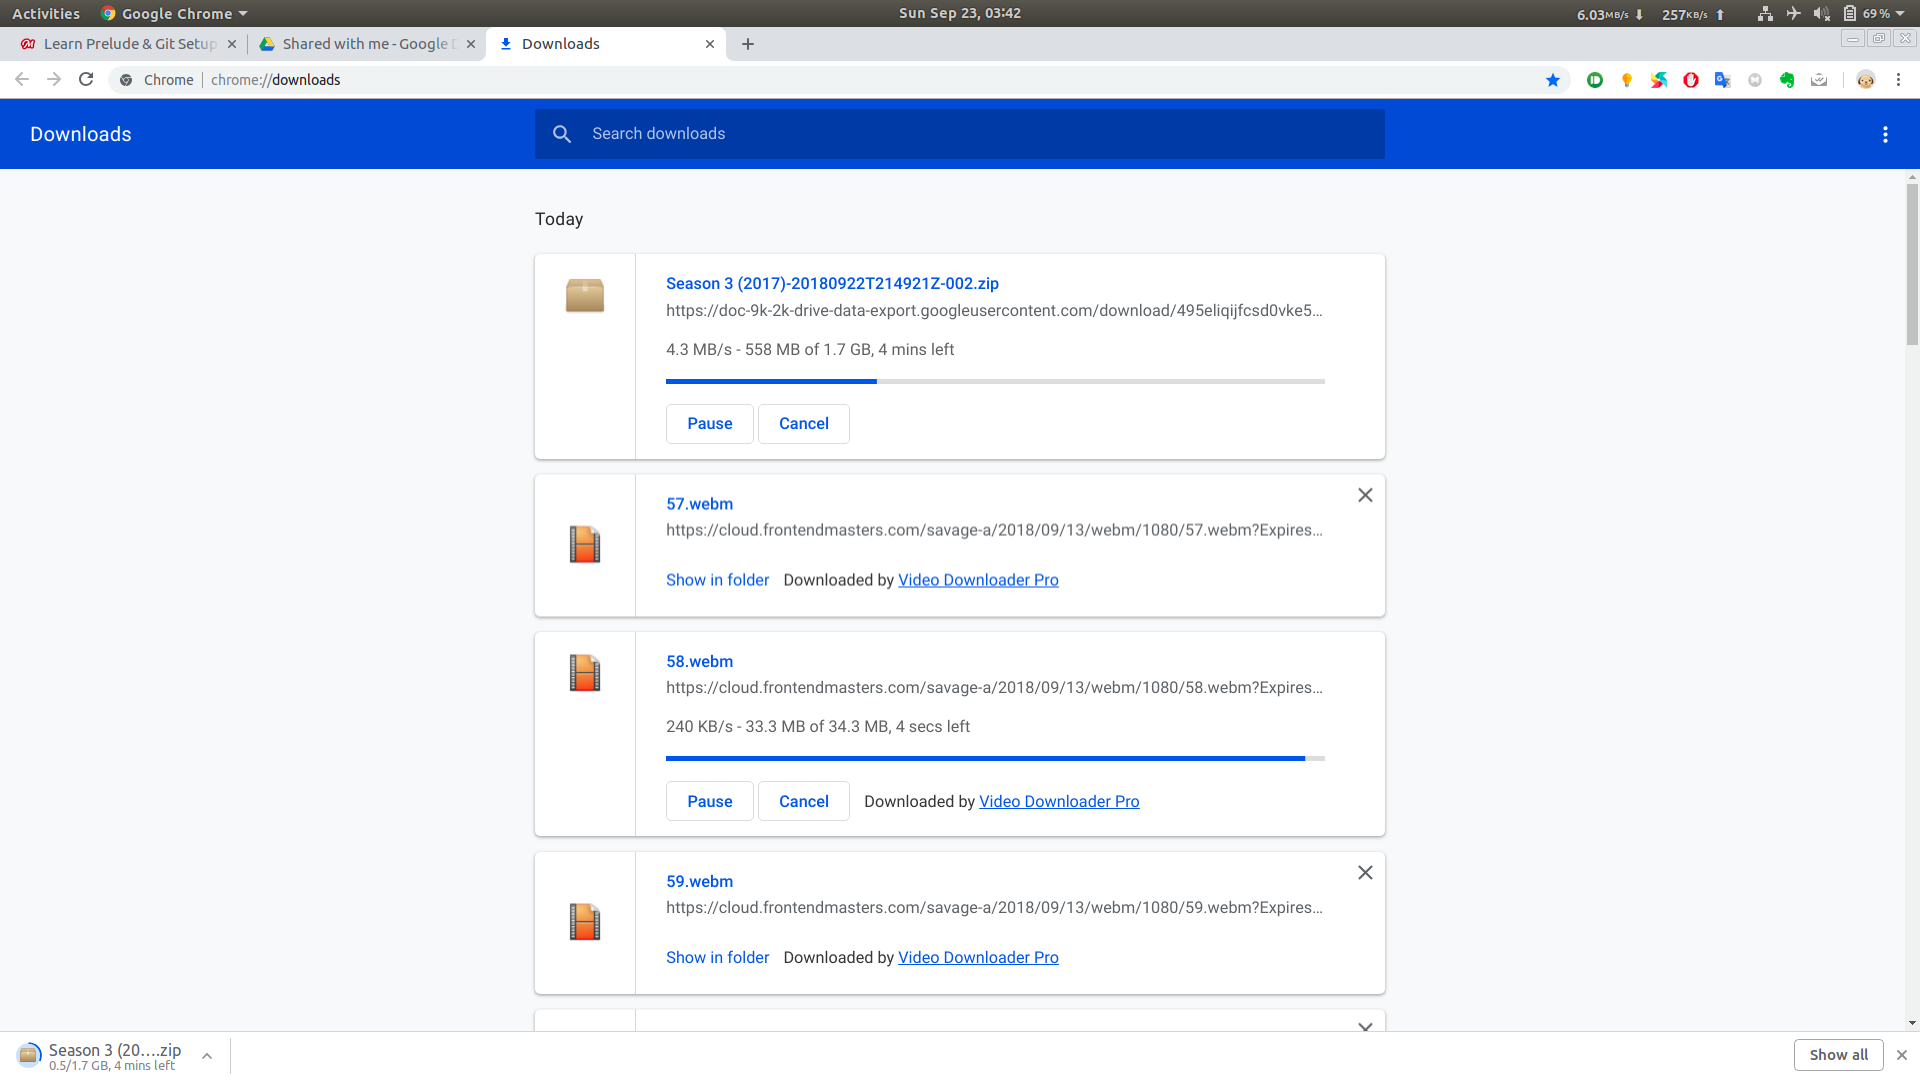 Activities Google Chrome Sun Sep 23, 03:42 6.03MB/s 257KB/s 69%
Learn Prelude & Git Setup Shared with me - Google D Downloads
Chrome chrome://downloads
Downloads Search downloads
Today
Season 3 (2017)-20180922T214921Z-002.zip
https://doc-9k-2k-drive-data-export.googleusercontent.com/download/495eliqijfcsd0vke5…
4.3 MB/s - 558 MB of 1.7 GB, 4 mins left
Pause Cancel
57.webm
https://cloud.frontendmasters.com/savage-a/2018/09/13/webm/1080/57.webm?Expires…
Show in folder Downloaded by Video Downloader Pro
58.webm
https://cloud.frontendmasters.com/savage-a/2018/09/13/webm/1080/58.webm?Expires…
240 KB/s - 33.3 MB of 34.3 MB, 4 secs left
Pause Cancel Downloaded by Video Downloader Pro
59.webm
https://cloud.frontendmasters.com/savage-a/2018/09/13/webm/1080/59.webm?Expires…
Show in folder Downloaded by Video Downloader Pro
Season 3 (20….zip
0.5/1.7 GB, 4 mins left
Show all